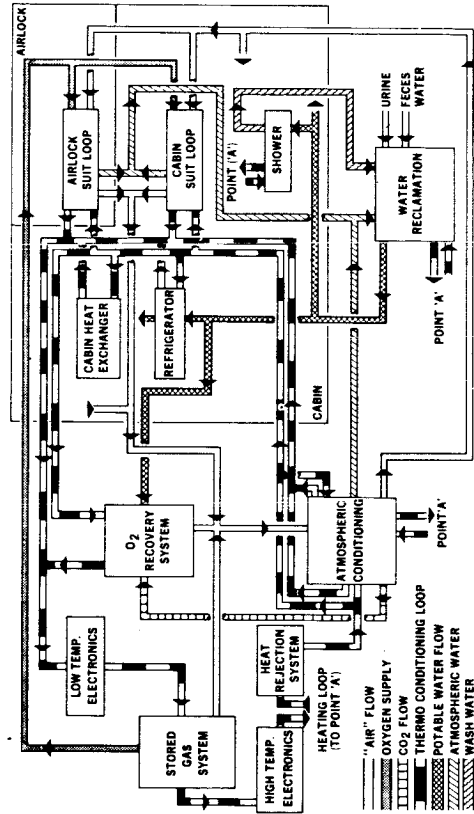 AIRLOCK
AIRLOCK
SUIT LOOP
CABIN
SUIT LOOP
POINT ('A')
SHOWER
URINE
FECES
WATER
WATER
RECLAMATION
POINT 'A'
CABIN HEAT
EXCHANGER
REFRIGERATOR
CABIN
O2
RECOVERY
SYSTEM
ATMOSPHERIC
CONDITIONING
POINT 'A'
LOW TEMP.
ELECTRONICS
HEAT
REJECTION
SYSTEM
STORED
GAS
SYSTEM
HIGH TEMP.
ELECTRONICS
HEATING LOOP
(TO POINT 'A')
"AIR" FLOW
OXYGEN SUPPLY
CO2 FLOW
THERMO CONDITIONING LOOP
POTABLE WATER FLOW
ATMOSPHERIC WATER
WASH WATER